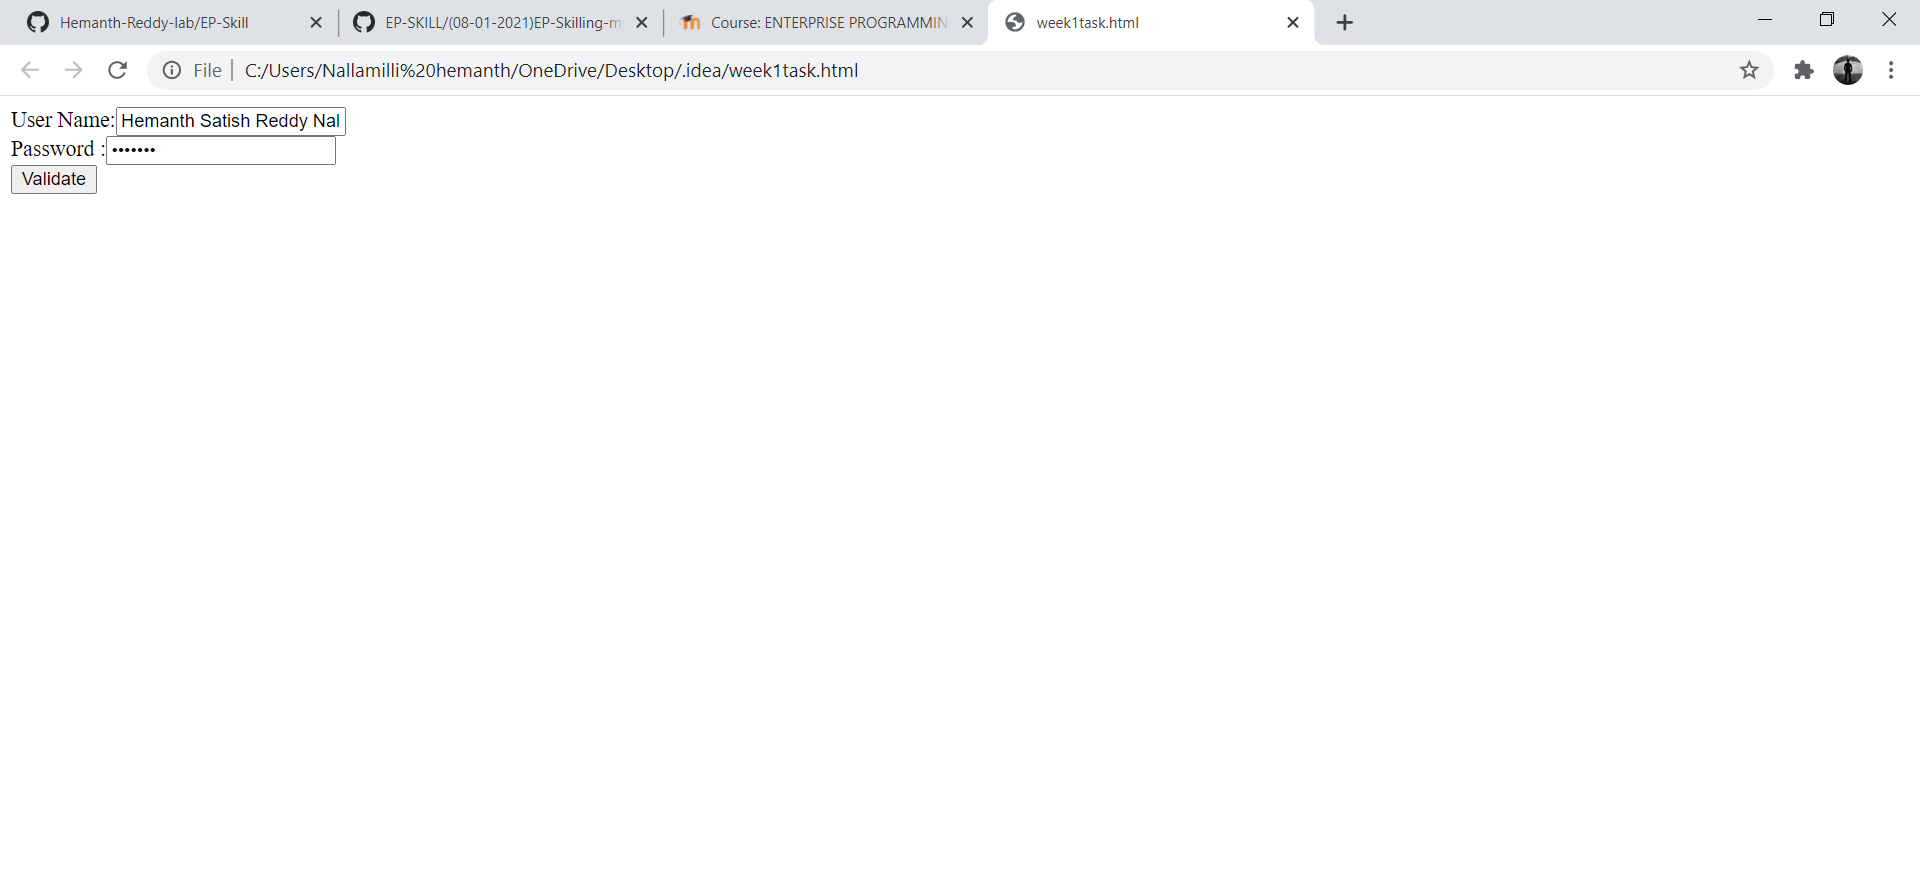 Hemanth-Reddy-lab/EP-Skill
EP-SKILL/(08-01-2021)EP-Skilling-m
Course: ENTERPRISE PROGRAMMIN
week1task.html
File
C:/Users/Nallamilli%20hemanth/OneDrive/Desktop/.idea/week1task.html
User Name: Hemanth Satish Reddy Nal
Password : •••••••
Validate